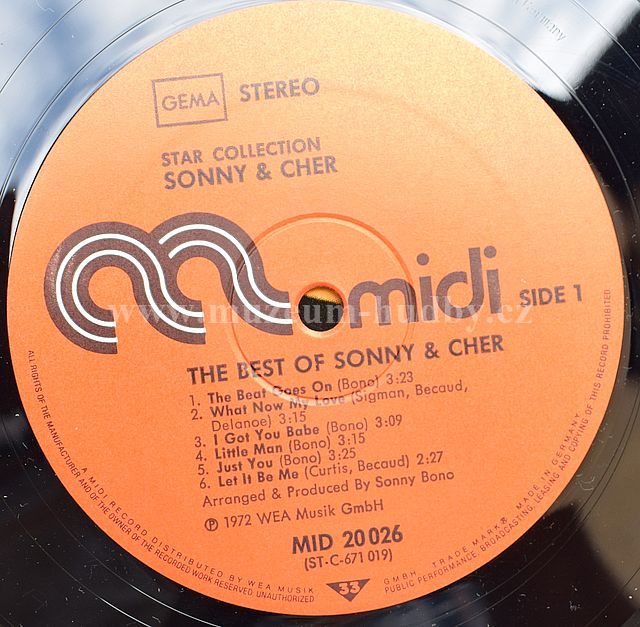 GEMA STEREO
STAR COLLECTION
SONNY & CHER
midi SIDE 1
www.muzeum-hudby.cz
THE BEST OF SONNY & CHER
1. The Beat Goes On (Bono) 3:23
2. What Now My Love (Sigman, Becaud,
Delanoe) 3:15
3. I Got You Babe (Bono) 3:09
4. Little Man (Bono) 3:15
5. Just You (Bono) 3:25
6. Let It Be Me (Curtis, Becaud) 2:27
Arranged & Produced By Sonny Bono
℗ 1972 WEA Musik GmbH
MID 20 026
(ST-C-671 019)
33
A MIDI RECORD DISTRIBUTED BY WEA MUSIK GMBH. TRADE MARK®. MADE IN GERMANY.
ALL RIGHTS OF THE MANUFACTURER AND OF THE OWNER OF THE RECORDED WORK RESERVED. UNAUTHORIZED PUBLIC PERFORMANCE, BROADCASTING, LEASING AND COPYING OF THIS RECORD PROHIBITED